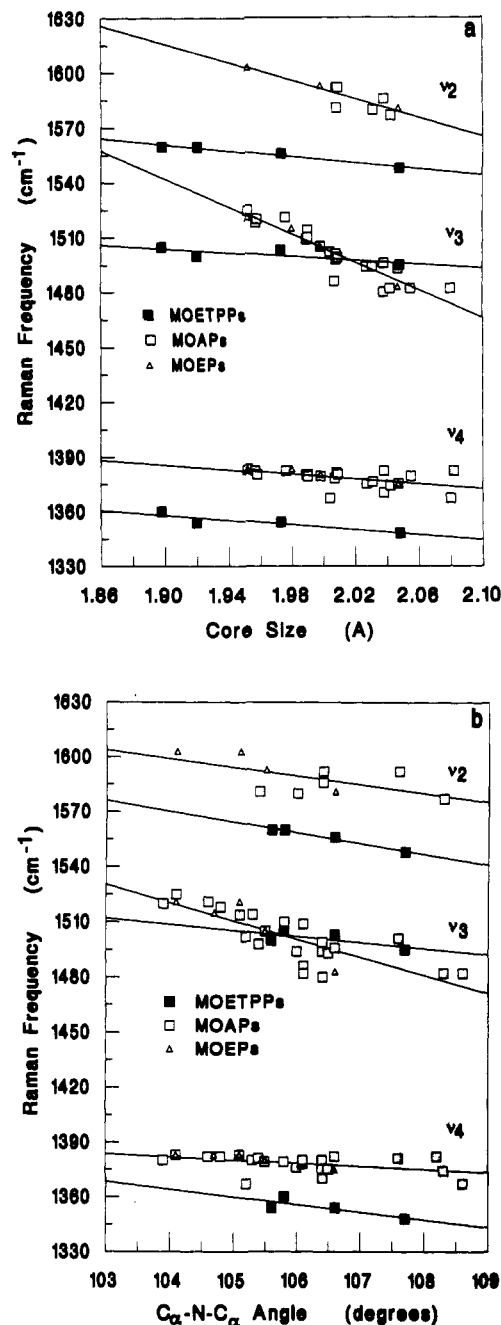 a
1630
1600
1570
1540
1510
1480
1450
1420
1390
1360
1330
Raman Frequency (cm⁻¹)
ν2
ν3
■ MOETPPs
□ MOAPs
△ MOEPs
ν4
1.86 1.90 1.94 1.98 2.02 2.06 2.10
Core Size (A)
b
1630
1600
1570
1540
1510
1480
1450
1420
1390
1360
1330
Raman Frequency (cm⁻¹)
ν2
ν3
■ MOETPPs
□ MOAPs
△ MOEPs
ν4
103 104 105 106 107 108 109
Cα-N-Cα Angle (degrees)